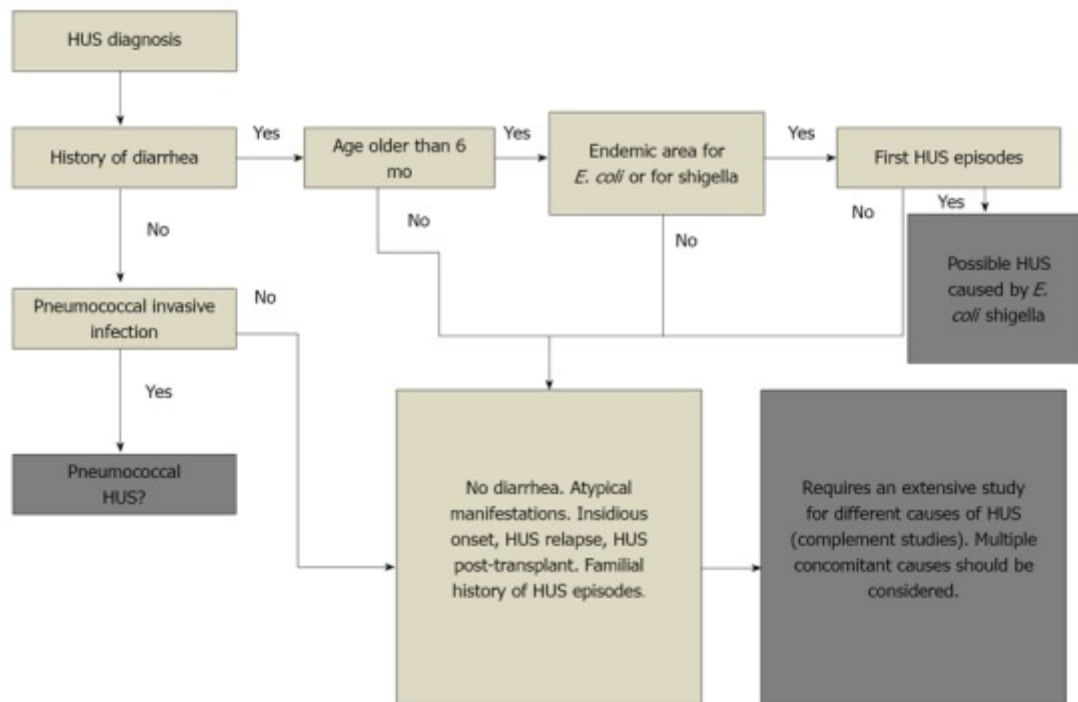 HUS diagnosis
History of diarrhea
Yes
Age older than 6
mo
Yes
Endemic area for
E. coli or for shigella
Yes
First HUS episodes
No
No
No
No
Yes
Possible HUS
caused by E.
coli shigella
Pneumococcal invasive
infection
No
Yes
Pneumococcal
HUS?
No diarrhea. Atypical
manifestations. Insidious
onset, HUS relapse, HUS
post-transplant. Familial
history of HUS episodes.
Requires an extensive study
for different causes of HUS
(complement studies). Multiple
concomitant causes should be
considered.